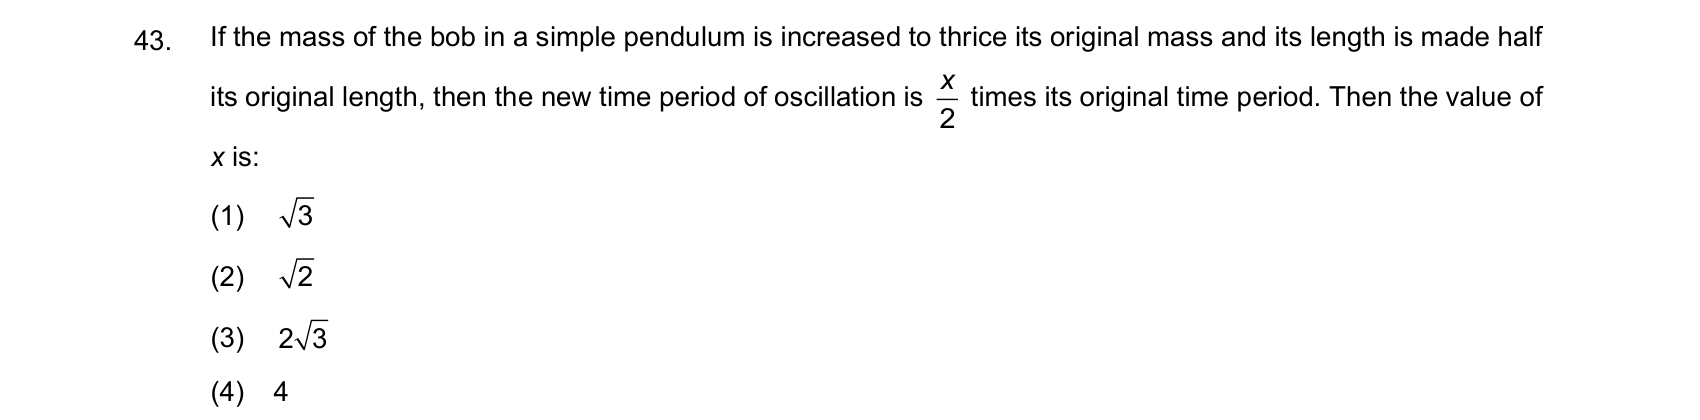 43. If the mass of the bob in a simple pendulum is increased to thrice its original mass and its length is made half
its original length, then the new time period of oscillation is x/2 times its original time period. Then the value of
x is:
(1) √3
(2) √2
(3) 2√3
(4) 4